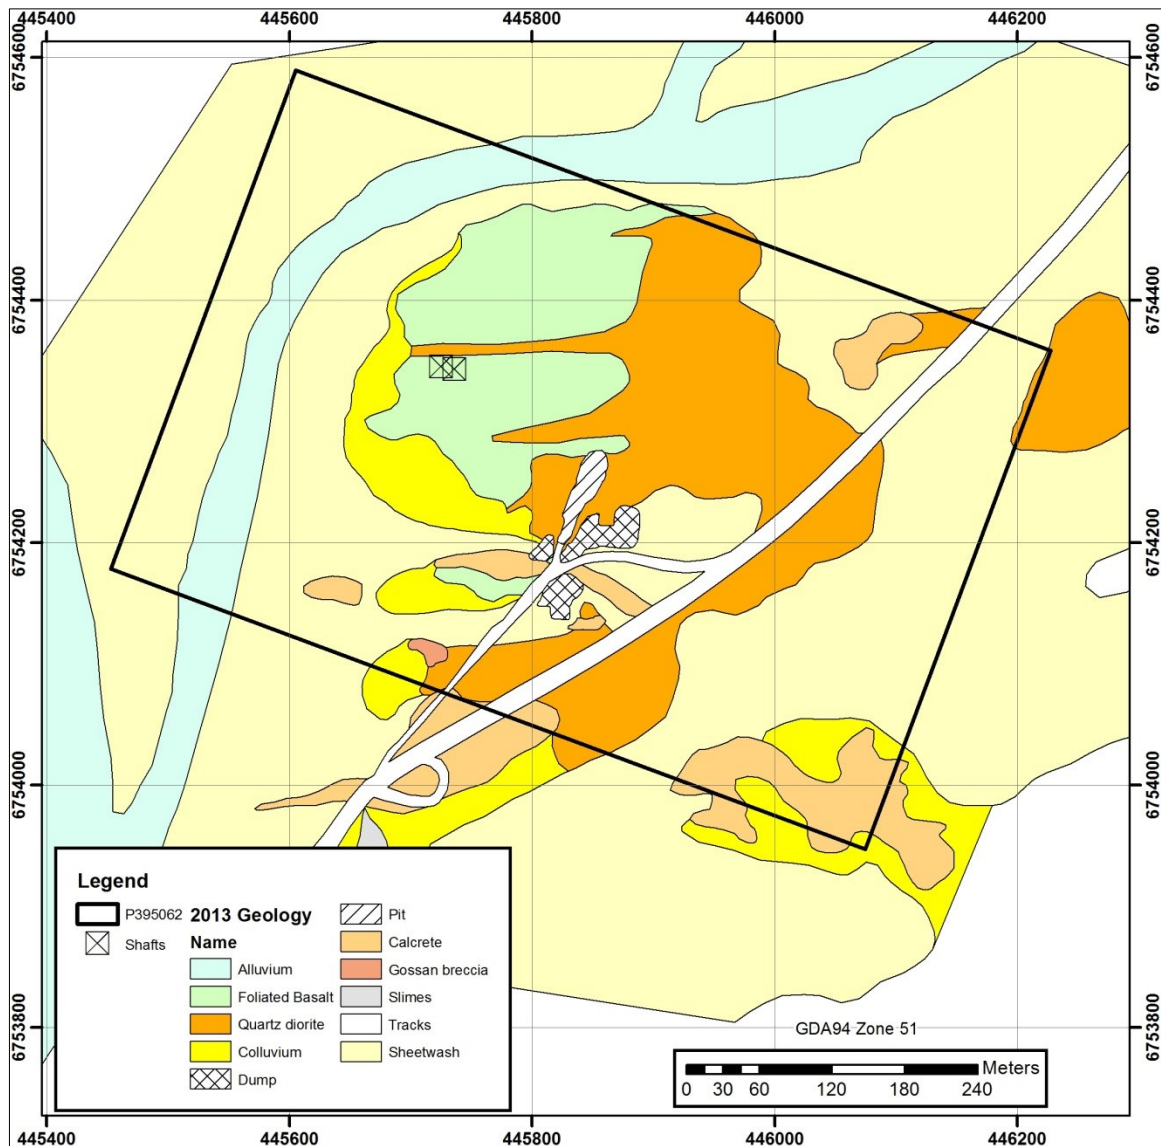 445400 445600 445800 446000 446200
6754600 6754600
6754400 6754400
6754200 6754200
6754000 6754000
6753800 6753800
Legend
P395062
Shafts
2013 Geology
Name
Alluvium
Foliated Basalt
Quartz diorite
Colluvium
Dump
Pit
Calcrete
Gossan breccia
Slimes
Tracks
Sheetwash
GDA94 Zone 51
Meters
0 30 60 120 180 240
445400 445600 445800 446000 446200